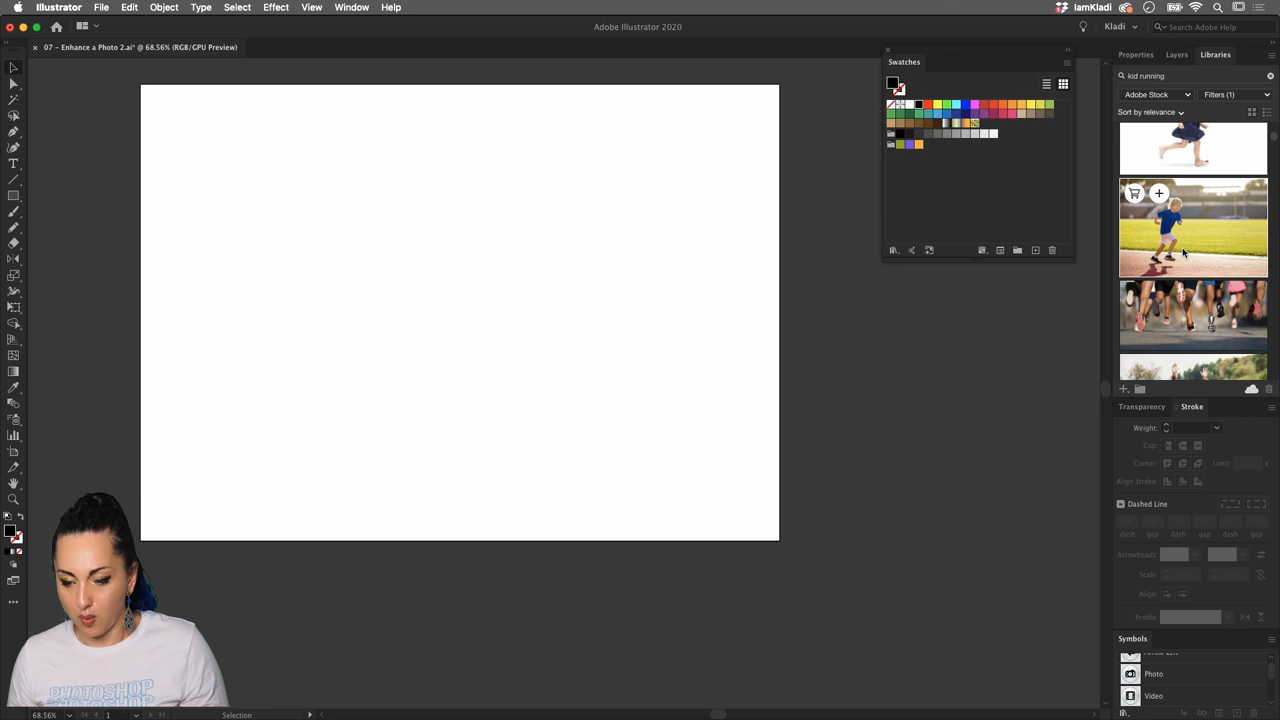 Illustrator File Edit Object Type Select Effect View Window Help
IamKladi
Adobe Illustrator 2020
Kladi
Search Adobe Help
× 07 - Enhance a Photo 2.ai* @ 68.56% (RGB/GPU Preview)
Swatches
Properties Layers Libraries
kid running
Adobe Stock
Filters (1)
Sort by relevance
Transparency Stroke
Weight:
Cap:
Corner:
Limit:
Align Stroke:
Dashed Line
dash gap dash gap dash gap
Arrowheads:
Scale:
Align:
Profile:
Symbols
Photo
Video
PHOTOSHOP
PHOTOSHOP
68.56%
1
Selection